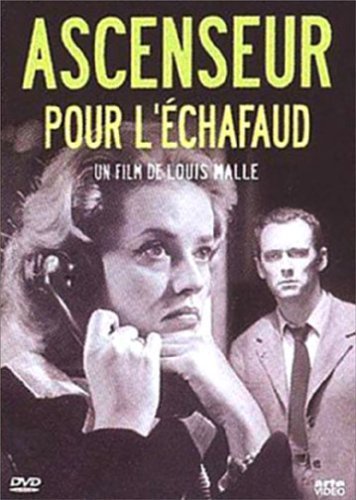 ASCENSEUR
POUR L'ÉCHAFAUD
UN FILM DE LOUIS MALLE
DVD
arte
VIDEO